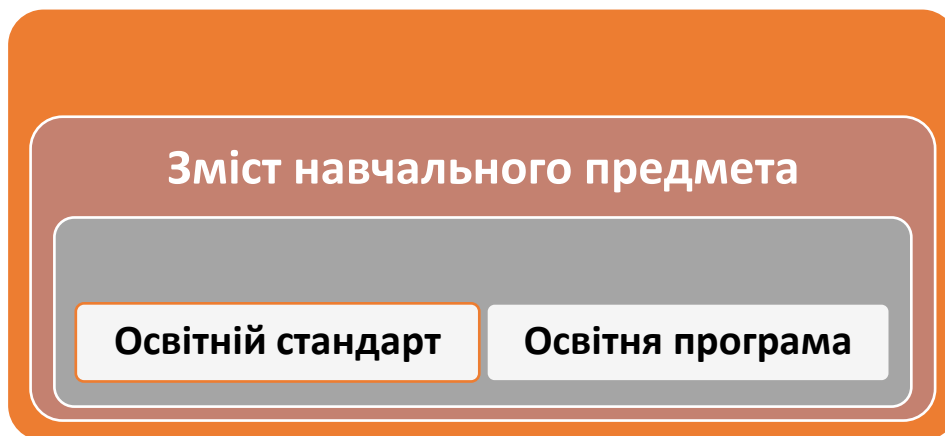 Зміст навчального предмета
Освітній стандарт
Освітня програма